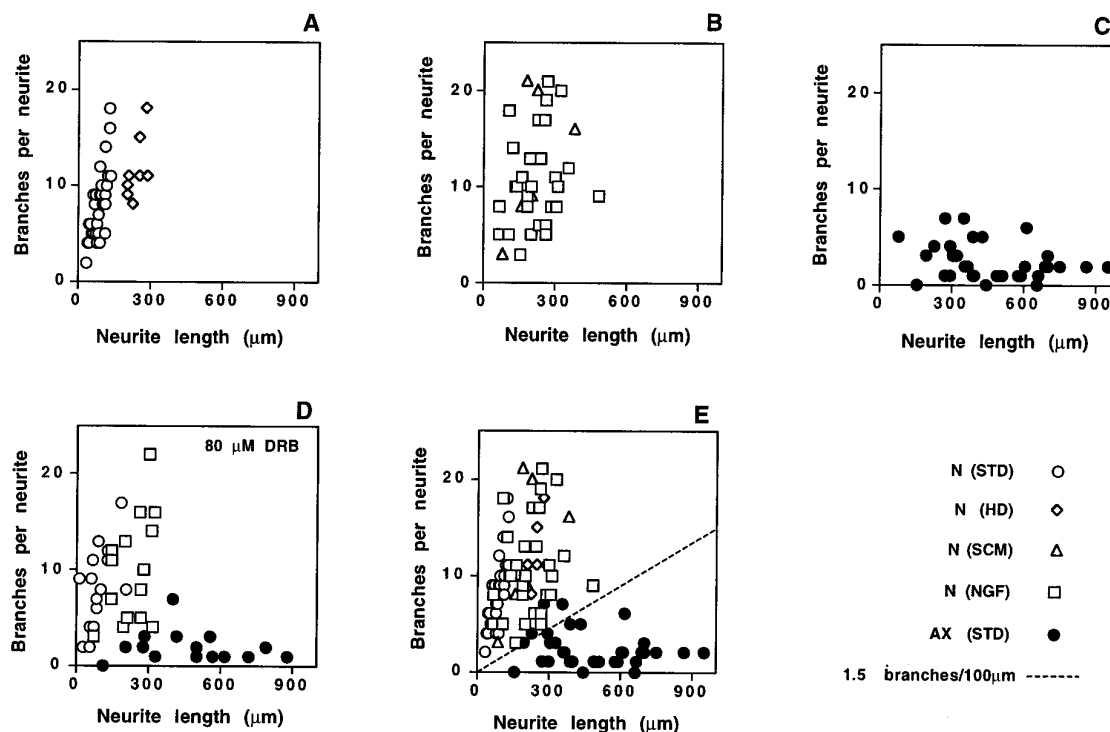 A
Branches per neurite
20
10
0
0 300 600 900
Neurite length (µm)
B
Branches per neurite
20
10
0
0 300 600 900
Neurite length (µm)
C
Branches per neurite
20
10
0
0 300 600 900
Neurite length (µm)
D
80 µM DRB
Branches per neurite
20
10
0
0 300 600 900
Neurite length (µm)
E
Branches per neurite
20
10
0
0 300 600 900
Neurite length (µm)
N (STD)
N (HD)
N (SCM)
N (NGF)
AX (STD)
1.5 branches/100µm